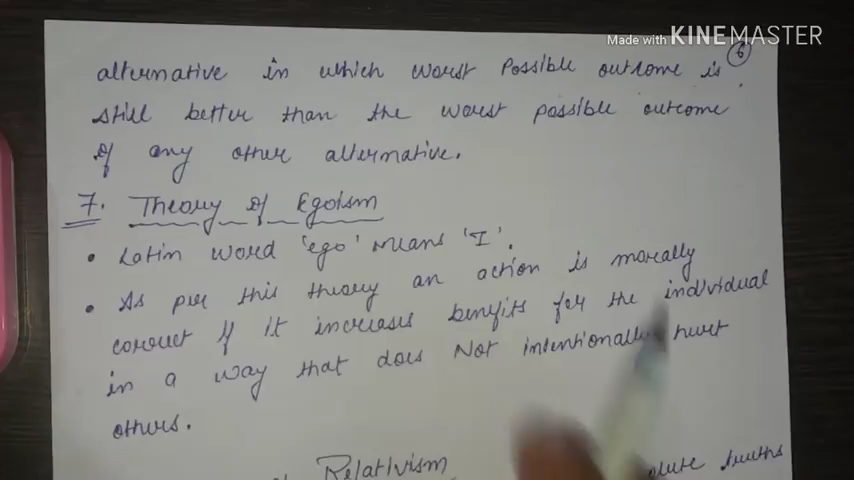 Made with KINEMASTER
6
alternative in which worst possible outcome is
still better than the worst possible outcome
of any other alternative.
7. Theory of Egoism
• Latin word 'ego' means 'I'.
• As per this theory an action is morally
correct if it increases benefits for the individual
in a way that does Not intentionally hurt
others.
Relativism
truths